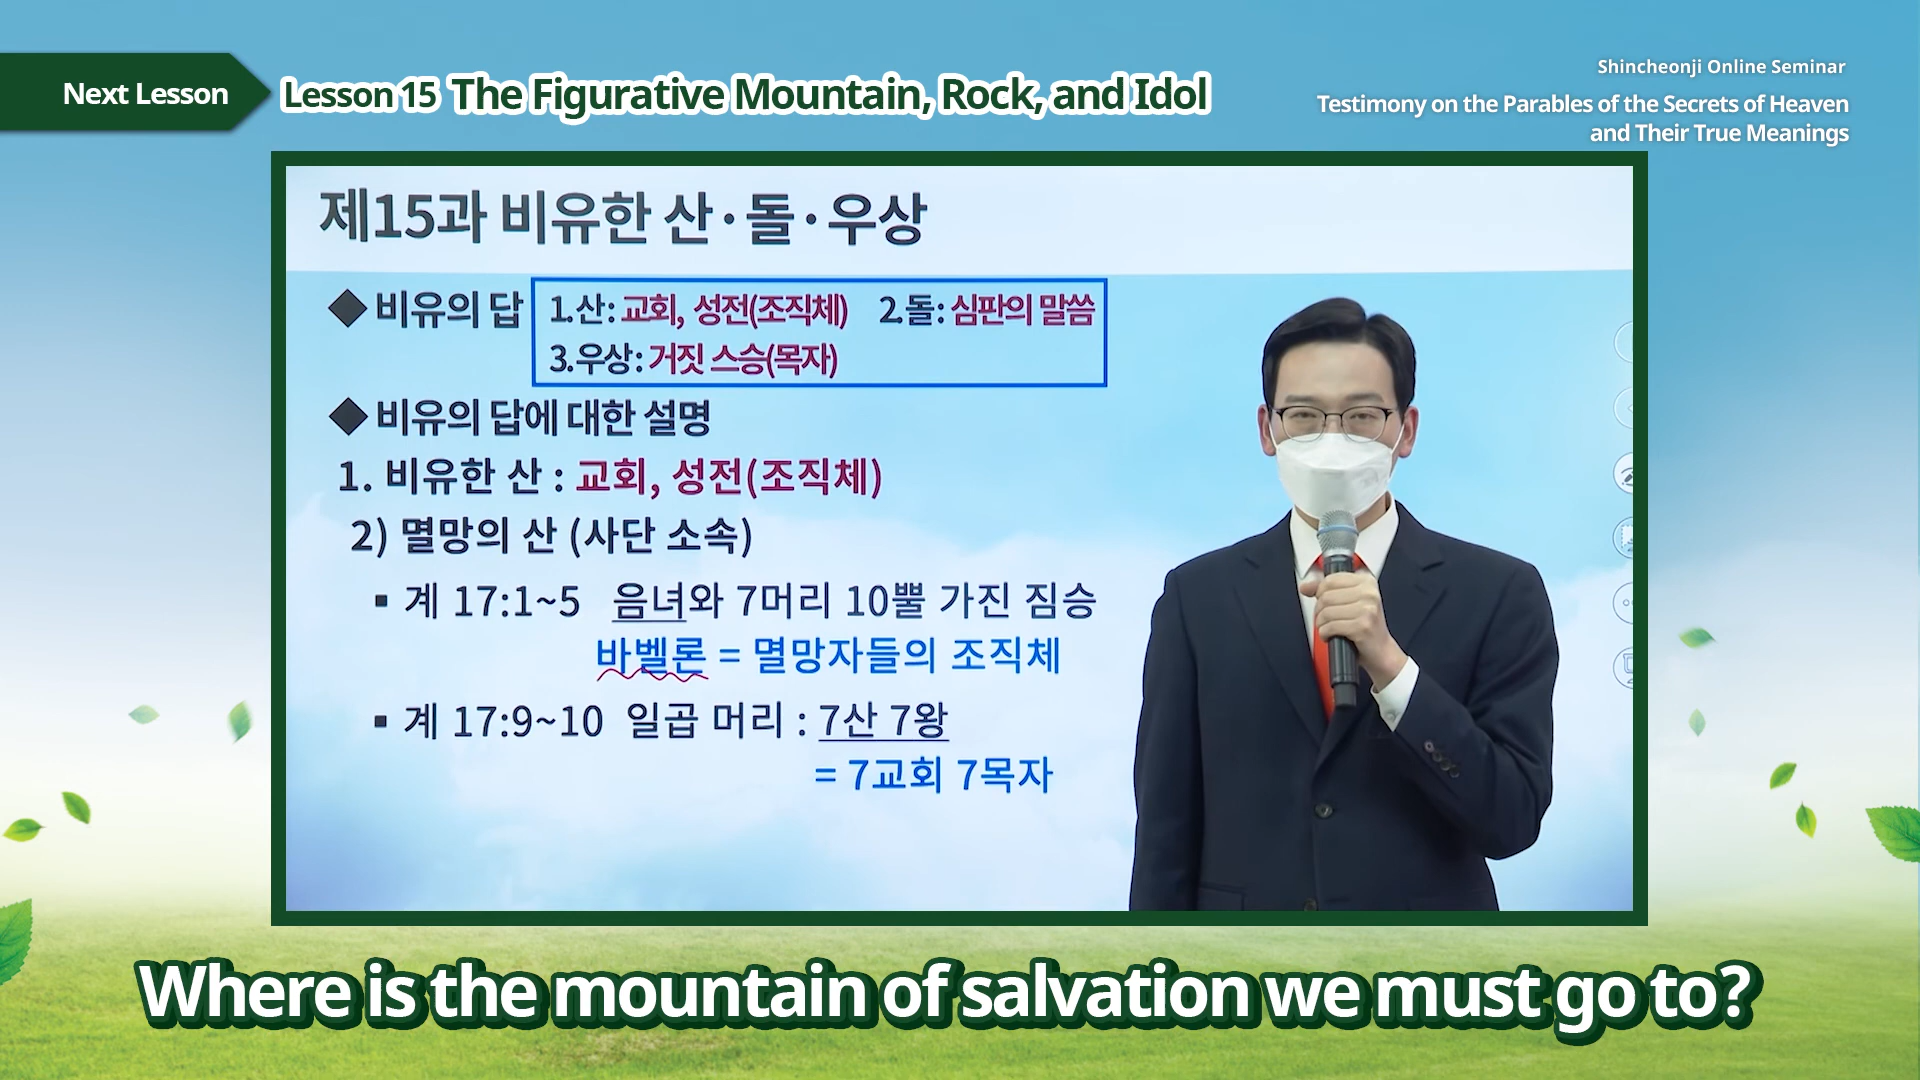 Next Lesson
Lesson 15 The Figurative Mountain, Rock, and Idol
Shincheonji Online Seminar
Testimony on the Parables of the Secrets of Heaven
and Their True Meanings
제15과 비유한 산·돌·우상
◆ 비유의 답 1.산: 교회, 성전(조직체) 2.돌: 심판의 말씀
3.우상: 거짓 스승(목자)
◆ 비유의 답에 대한 설명
1. 비유한 산 : 교회, 성전(조직체)
2) 멸망의 산 (사단 소속)
▪ 계 17:1~5 음녀와 7머리 10뿔 가진 짐승
바벨론 = 멸망자들의 조직체
▪ 계 17:9~10 일곱 머리 : 7산 7왕
= 7교회 7목자
Where is the mountain of salvation we must go to?